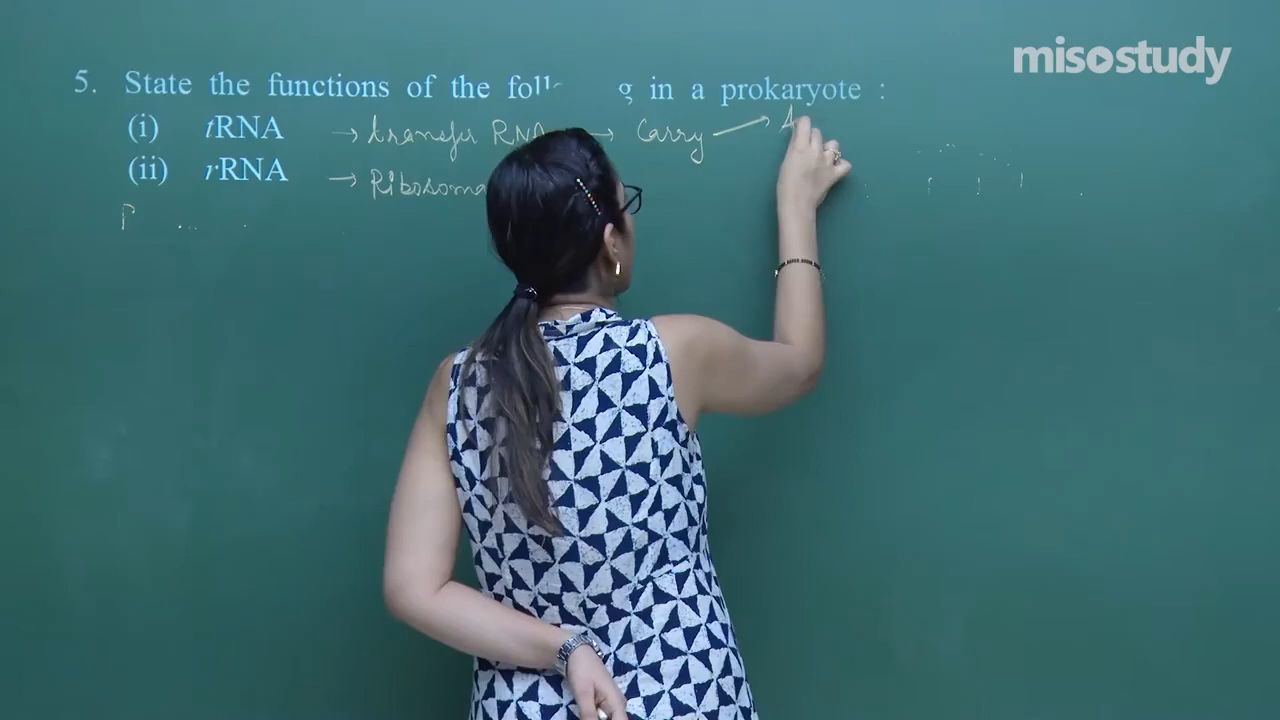 misostudy
5. State the functions of the foll g in a prokaryote :
(i) tRNA → transfer RNA → Carry → A
(ii) rRNA → Ribosoma